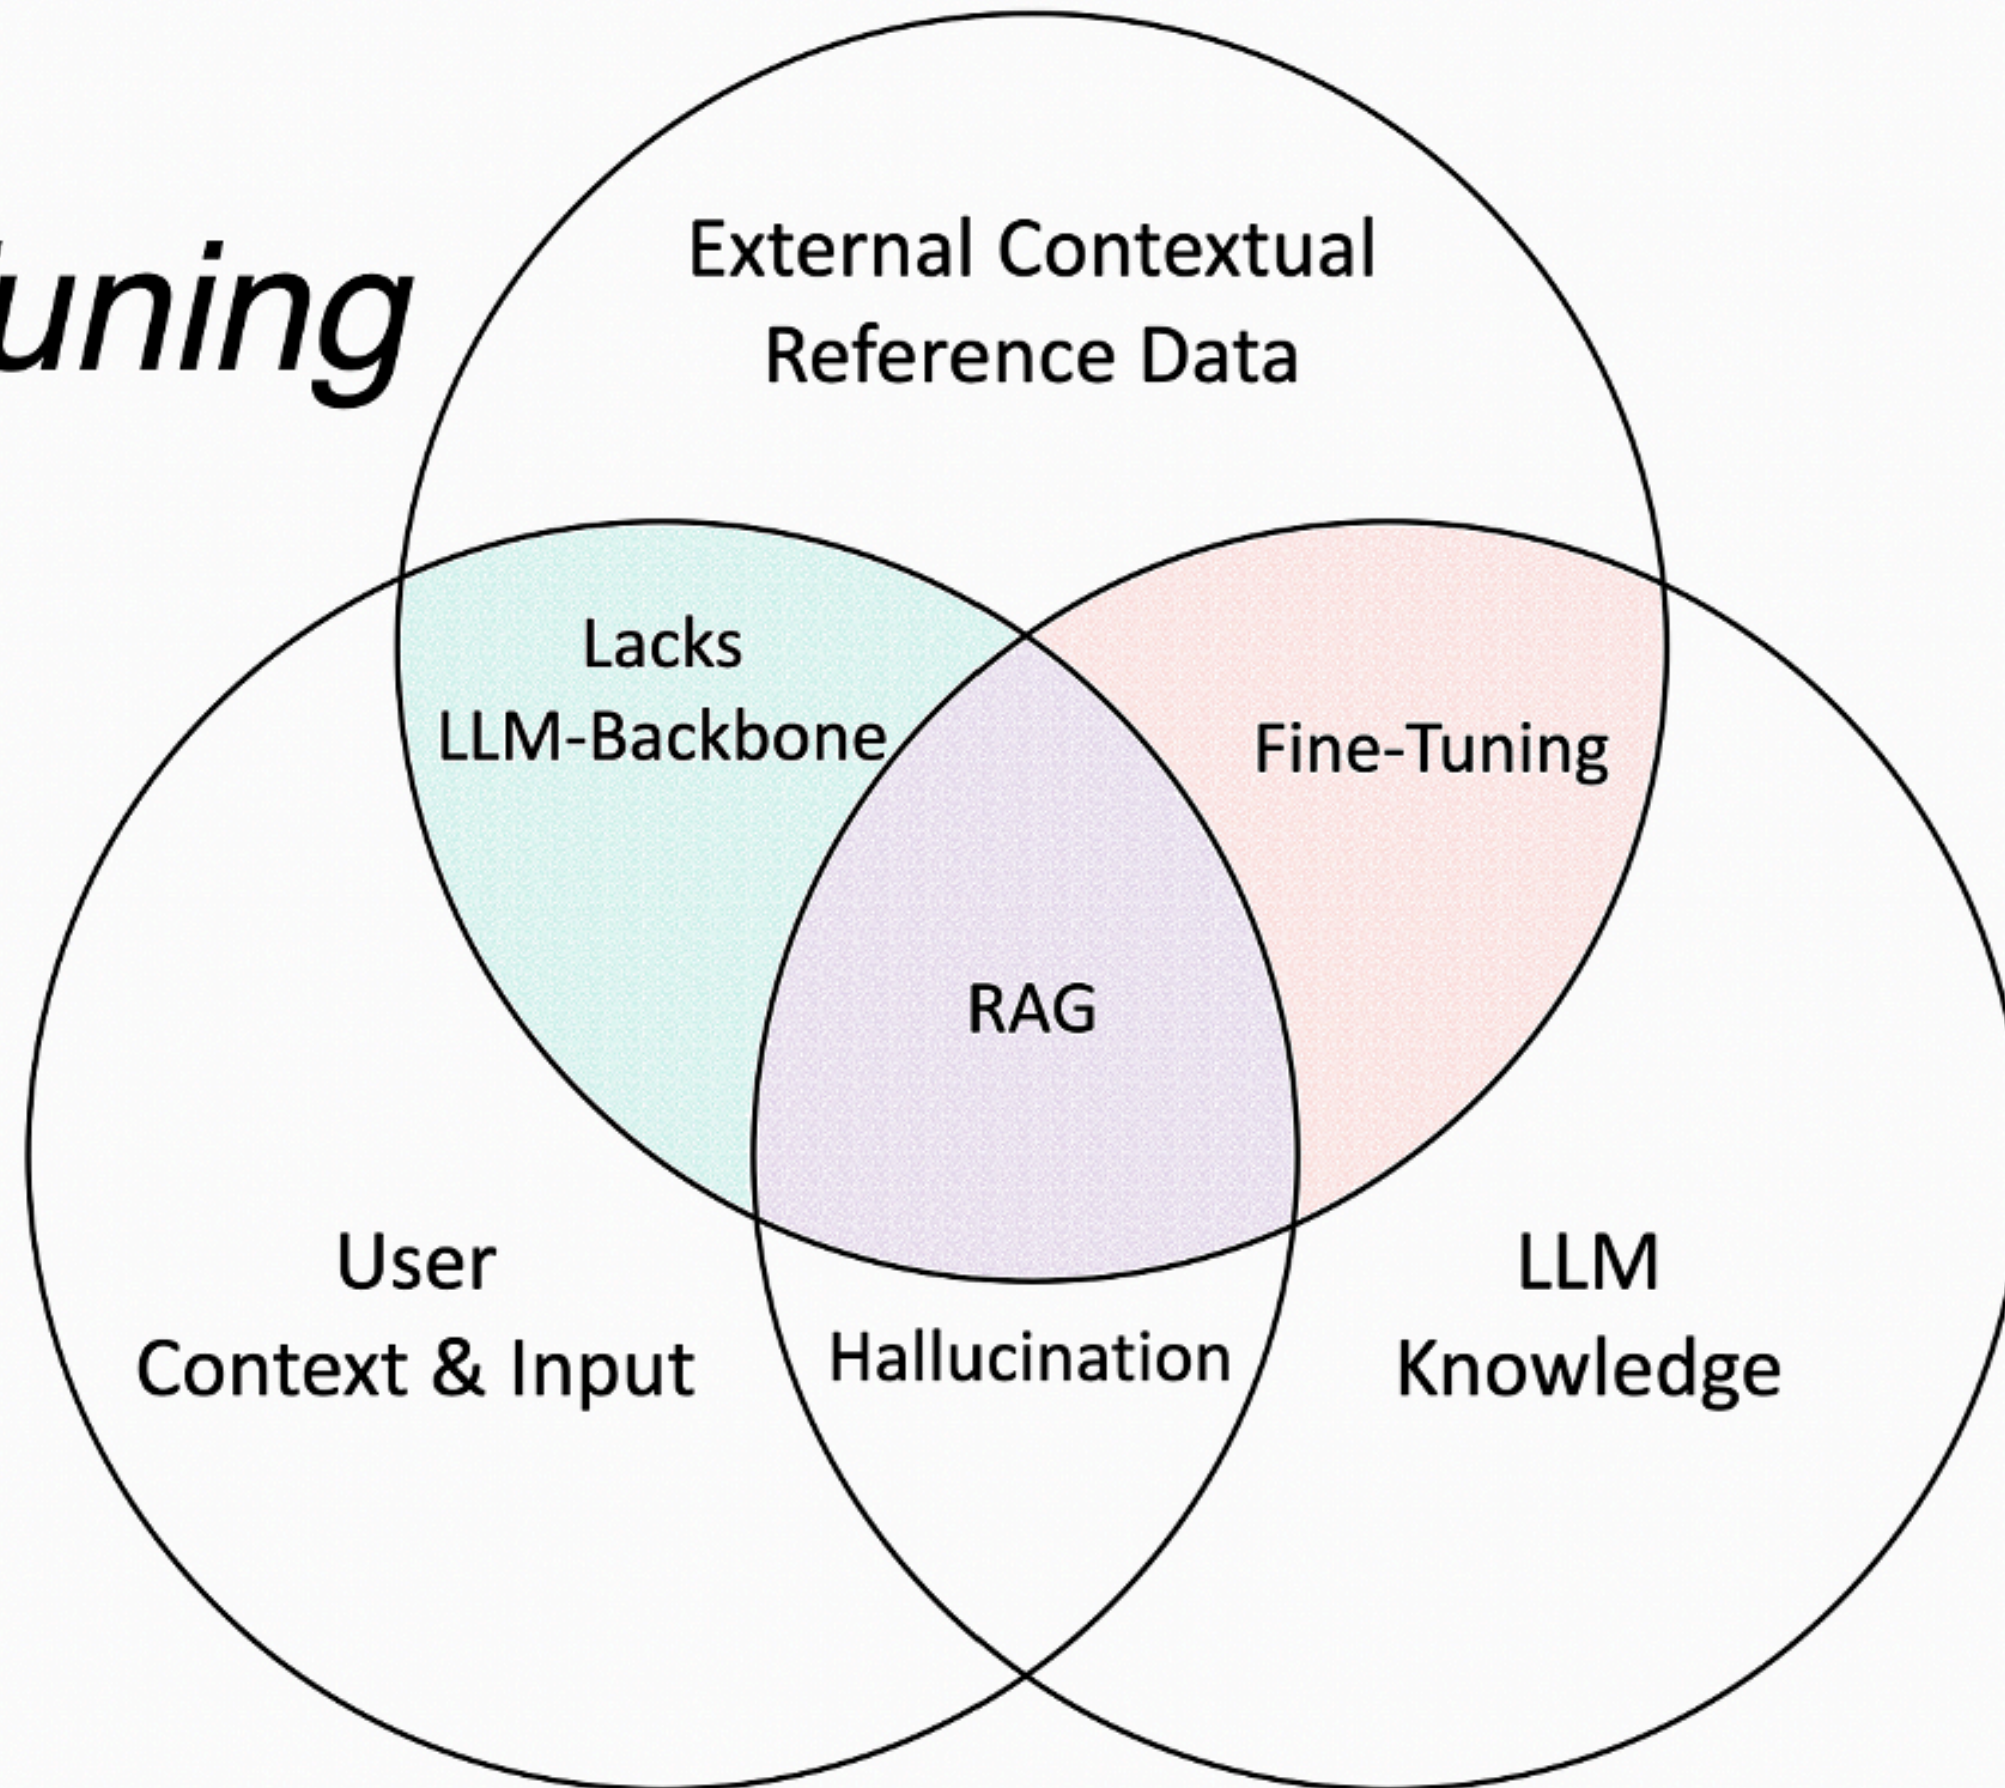 uning
External Contextual
Reference Data
Lacks
LLM-Backbone
Fine-Tuning
RAG
User
Context & Input
Hallucination
LLM
Knowledge